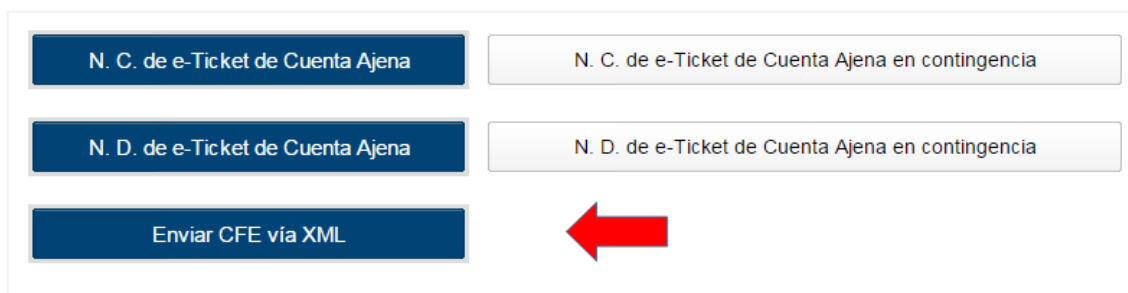 N. C. de e-Ticket de Cuenta Ajena
N. C. de e-Ticket de Cuenta Ajena en contingencia
N. D. de e-Ticket de Cuenta Ajena
N. D. de e-Ticket de Cuenta Ajena en contingencia
Enviar CFE vía XML